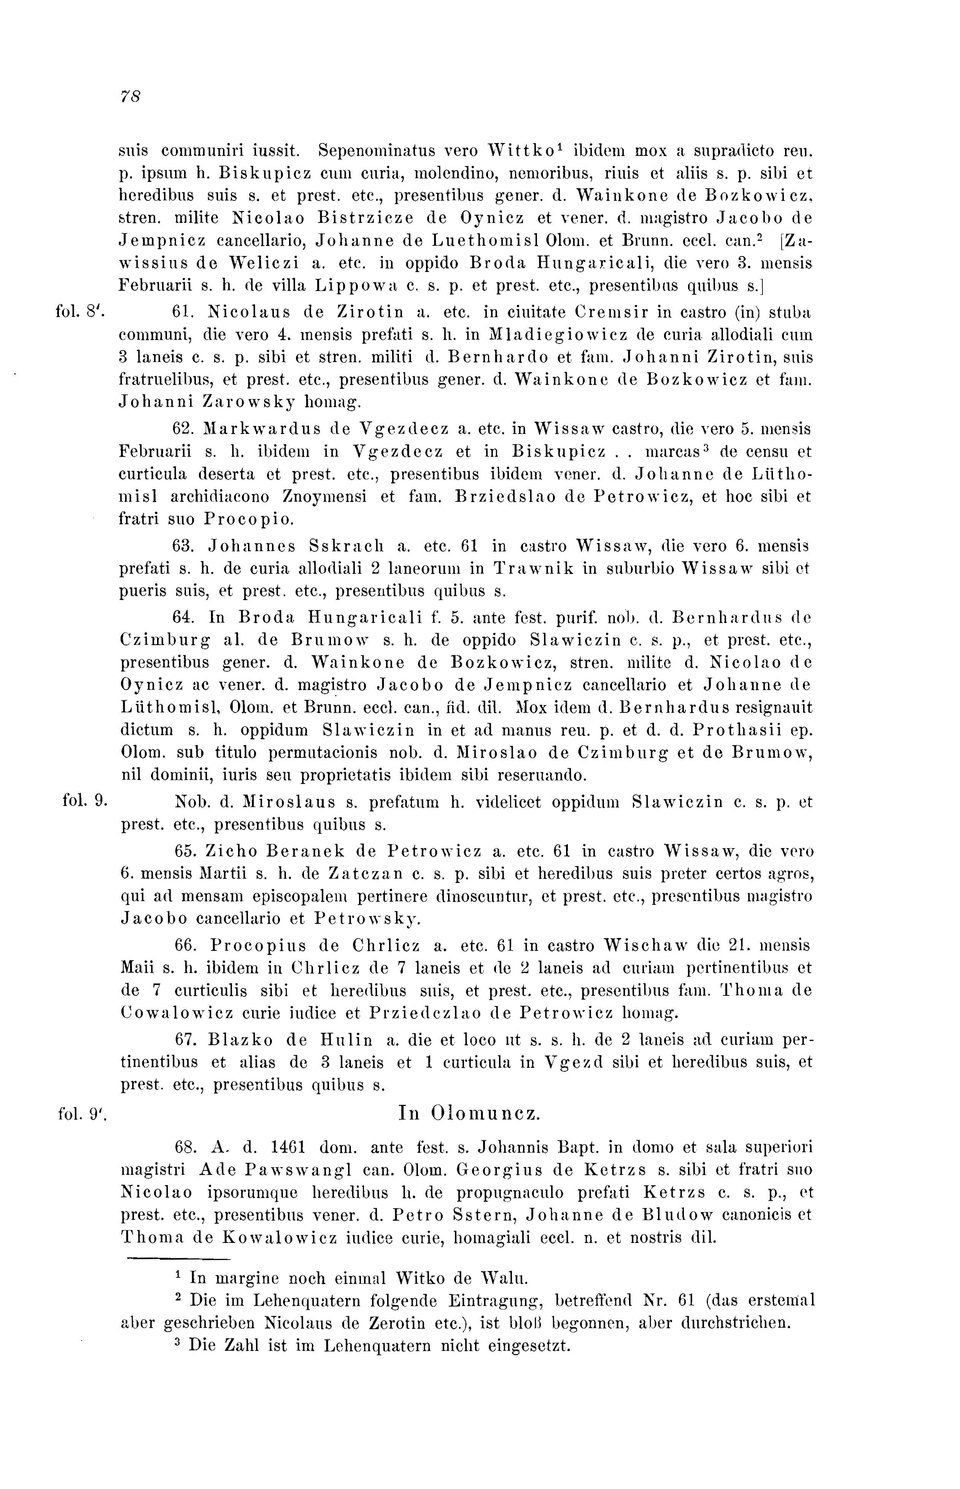 78
suis communiri iussit. Sepenominatus vero Wittko¹ ibidem mox a supradicto reu.
p. ipsum h. Biskupicz cum curia, molendino, nemoribus, riuis et aliis s. p. sibi et
heredibus suis s. et prest. etc., presentibus gener. d. Wainkone de Bozkowicz,
stren. milite Nicolao Bistrzicze de Oynicz et vener. d. magistro Jacobo de
Jempnicz cancellario, Johanne de Luethomisl Olom. et Brunn. eccl. can.² [Za-
wissius de Weliczi a. etc. in oppido Broda Hungaricali, die vero 3. mensis
Februarii s. h. de villa Lippowa c. s. p. et prest. etc., presentibus quibus s.]
fol. 8'. 61. Nicolaus de Zirotin a. etc. in ciuitate Cremsir in castro (in) stuba
communi, die vero 4. mensis prefati s. h. in Mladiegiowicz de curia allodiali cum
3 laneis c. s. p. sibi et stren. militi d. Bernhardo et fam. Johanni Zirotin, suis
fratruelibus, et prest. etc., presentibus gener. d. Wainkone de Bozkowicz et fam.
Johanni Zarowsky homag.
62. Markwardus de Vgezdecz a. etc. in Wissaw castro, die vero 5. mensis
Februarii s. h. ibidem in Vgezdecz et in Biskupicz . . marcas³ de censu et
curticula deserta et prest. etc., presentibus ibidem vener. d. Johanne de Lütho-
misl archidiacono Znoymensi et fam. Brziedslao de Petrowicz, et hoc sibi et
fratri suo Procopio.
63. Johannes Sskrach a. etc. 61 in castro Wissaw, die vero 6. mensis
prefati s. h. de curia allodiali 2 laneorum in Trawnik in suburbio Wissaw sibi et
pueris suis, et prest. etc., presentibus quibus s.
64. In Broda Hungaricali f. 5. ante fest. purif. nob. d. Bernhardus de
Czimburg al. de Brumow s. h. de oppido Slawiczin c. s. p., et prest. etc.,
presentibus gener. d. Wainkone de Bozkowicz, stren. milite d. Nicolao de
Oynicz ac vener. d. magistro Jacobo de Jempnicz cancellario et Johanne de
Lüthomisl, Olom. et Brunn. eccl. can., fid. dil. Mox idem d. Bernhardus resignauit
dictum s. h. oppidum Slawiczin in et ad manus reu. p. et d. d. Prothasii ep.
Olom. sub titulo permutacionis nob. d. Miroslao de Czimburg et de Brumow,
nil dominii, iuris seu proprietatis ibidem sibi reseruando.
fol. 9. Nob. d. Miroslaus s. prefatum h. videlicet oppidum Slawiczin c. s. p. et
prest. etc., presentibus quibus s.
65. Zicho Beranek de Petrowicz a. etc. 61 in castro Wissaw, die vero
6. mensis Martii s. h. de Zatczan c. s. p. sibi et heredibus suis preter certos agros,
qui ad mensam episcopalem pertinere dinoscuntur, et prest. etc., presentibus magistro
Jacobo cancellario et Petrowsky.
66. Procopius de Chrlicz a. etc. 61 in castro Wischaw die 21. mensis
Maii s. h. ibidem in Chrlicz de 7 laneis et de 2 laneis ad curiam pertinentibus et
de 7 curticulis sibi et heredibus suis, et prest. etc., presentibus fam. Thoma de
Cowalowicz curie iudice et Przie­dczlao de Petrowicz homag.
67. Blazko de Hulin a. die et loco ut s. s. h. de 2 laneis ad curiam per-
tinentibus et alias de 3 laneis et 1 curticula in Vgezd sibi et heredibus suis, et
prest. etc., presentibus quibus s.
fol. 9'. In Olomuncz.
68. A. d. 1461 dom. ante fest. s. Johannis Bapt. in domo et sala superiori
magistri Ade Pawswangl can. Olom. Georgius de Ketrzs s. sibi et fratri suo
Nicolao ipsorumque heredibus h. de propugnaculo prefati Ketrzs c. s. p., et
prest. etc., presentibus vener. d. Petro Sstern, Johanne de Bludow canonicis et
Thoma de Kowalowicz iudice curie, homagiali eccl. n. et nostris dil.
¹ In margine noch einmal Witko de Walu.
² Die im Lehenquatern folgende Eintragung, betreffend Nr. 61 (das erstemal
aber geschrieben Nicolaus de Zerotin etc.), ist bloß begonnen, aber durchstrichen.
³ Die Zahl ist im Lehenquatern nicht eingesetzt.